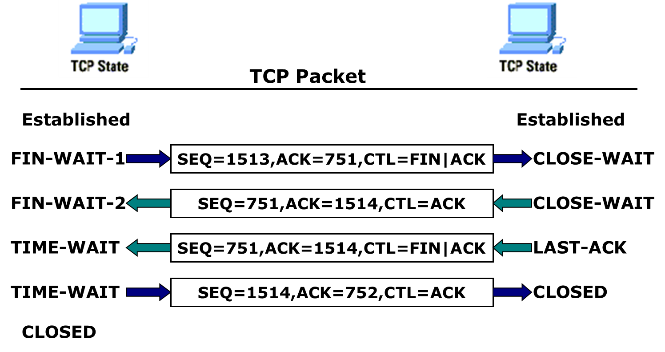 TCP State TCP State
TCP Packet
Established Established
FIN-WAIT-1 SEQ=1513,ACK=751,CTL=FIN|ACK CLOSE-WAIT
FIN-WAIT-2 SEQ=751,ACK=1514,CTL=ACK CLOSE-WAIT
TIME-WAIT SEQ=751,ACK=1514,CTL=FIN|ACK LAST-ACK
TIME-WAIT SEQ=1514,ACK=752,CTL=ACK CLOSED
CLOSED